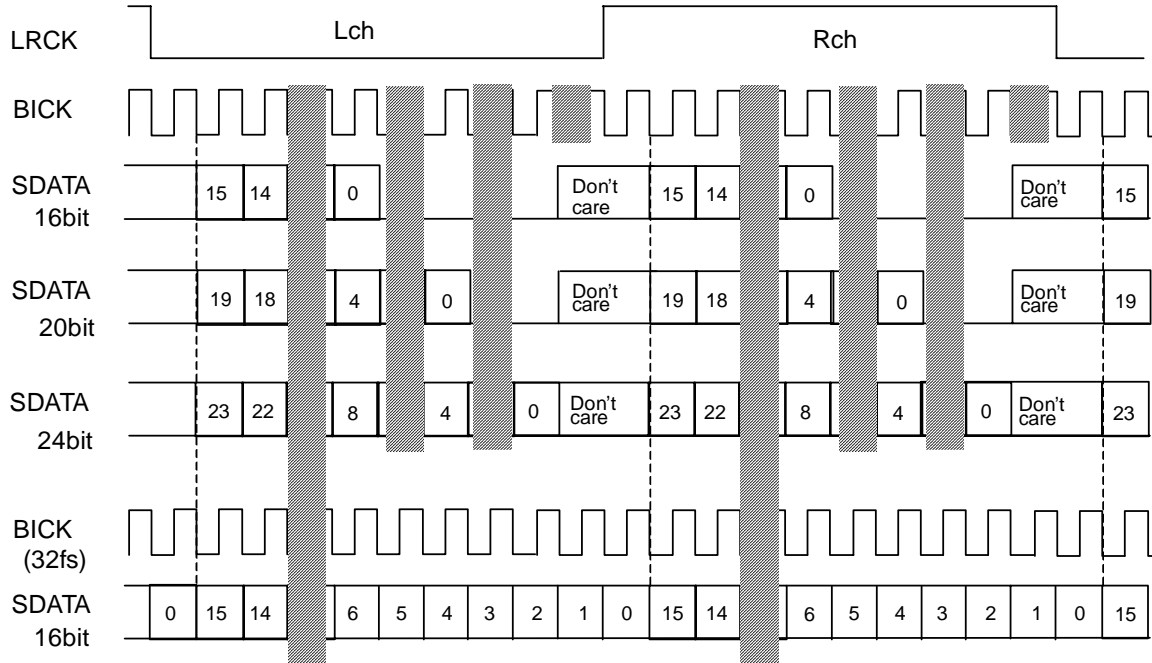 LRCK Lch Rch
BICK
SDATA 16bit 15 14 0 Don't care 15 14 0 Don't care 15
SDATA 20bit 19 18 4 0 Don't care 19 18 4 0 Don't care 19
SDATA 24bit 23 22 8 4 0 Don't care 23 22 8 4 0 Don't care 23
BICK (32fs)
SDATA 16bit 0 15 14 6 5 4 3 2 1 0 15 14 6 5 4 3 2 1 0 15